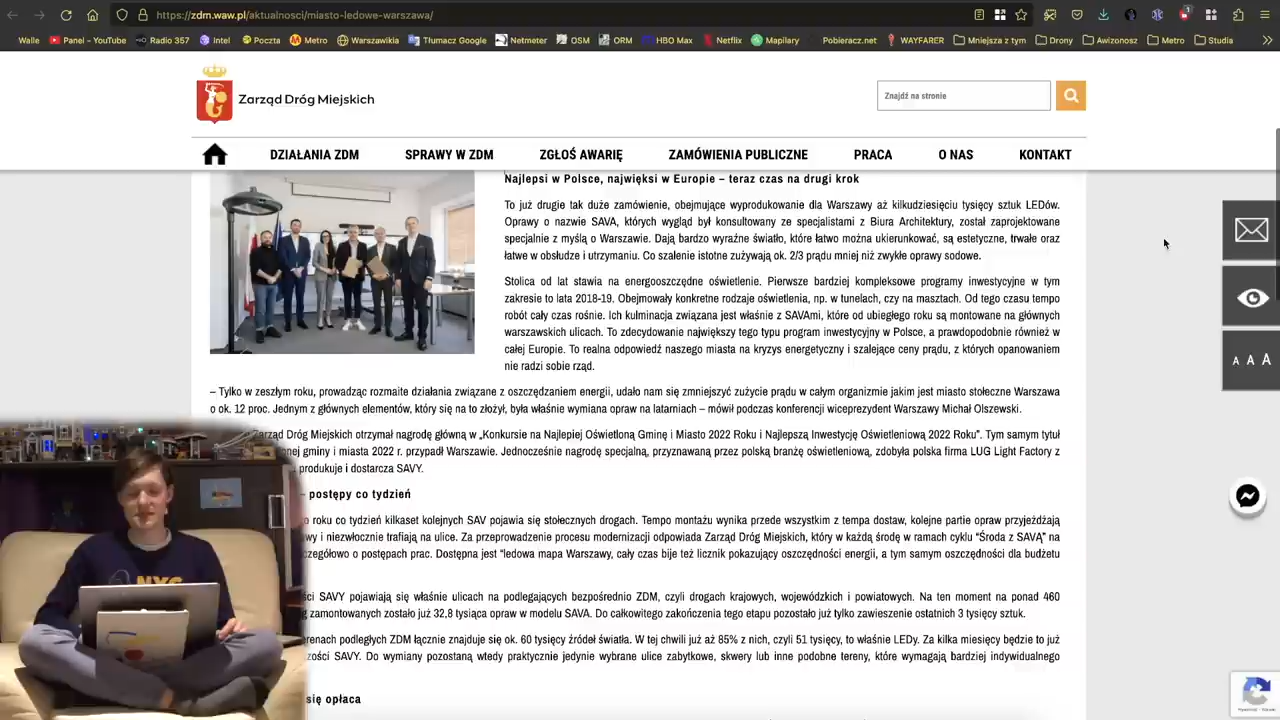 https://zdm.waw.pl/aktualnosci/miasto-ledowe-warszawa/
Walle Panel - YouTube Radio 357 Intel Poczta Metro Warszawikia Tłumacz Google Netmeter OSM ORM HBO Max Netflix Mapilary Pobieracz.net WAYFARER Mniejsza z tym Drony Awizonosz Metro Studia
Zarząd Dróg Miejskich
Znajdź na stronie
DZIAŁANIA ZDM SPRAWY W ZDM ZGŁOŚ AWARIĘ ZAMÓWIENIA PUBLICZNE PRACA O NAS KONTAKT
Najlepsi w Polsce, najwięksi w Europie – teraz czas na drugi krok
To już drugie tak duże zamówienie, obejmujące wyprodukowanie dla Warszawy aż kilkudziesięciu tysięcy sztuk LEDów.
Oprawy o nazwie SAVA, których wygląd był konsultowany ze specjalistami z Biura Architektury, został zaprojektowane
specjalnie z myślą o Warszawie. Dają bardzo wyraźne światło, które łatwo można ukierunkować, są estetyczne, trwałe oraz
łatwe w obsłudze i utrzymaniu. Co szalenie istotne zużywają ok. 2/3 prądu mniej niż zwykłe oprawy sodowe.
Stolica od lat stawia na energooszczędne oświetlenie. Pierwsze bardziej kompleksowe programy inwestycyjne w tym
zakresie to lata 2018-19. Obejmowały konkretne rodzaje oświetlenia, np. w tunelach, czy na masztach. Od tego czasu tempo
robót cały czas rośnie. Ich kulminacja związana jest właśnie z SAVAmi, które od ubiegłego roku są montowane na głównych
warszawskich ulicach. To zdecydowanie największy tego typu program inwestycyjny w Polsce, a prawdopodobnie również w
całej Europie. To realna odpowiedź naszego miasta na kryzys energetyczny i szalejące ceny prądu, z których opanowaniem
nie radzi sobie rząd.
– Tylko w zeszłym roku, prowadząc rozmaite działania związane z oszczędzaniem energii, udało nam się zmniejszyć zużycie prądu w całym organizmie jakim jest miasto stołeczne Warszawa
o ok. 12 proc. Jednym z głównych elementów, który się na to złożył, była właśnie wymiana opraw na latarniach – mówił podczas konferencji wiceprezydent Warszawy Michał Olszewski.
Zarząd Dróg Miejskich otrzymał nagrodę główną w „Konkursie na Najlepiej Oświetloną Gminę i Miasto 2022 Roku i Najlepszą Inwestycję Oświetleniową 2022 Roku”. Tym samym tytuł
onej gminy i miasta 2022 r. przypadł Warszawie. Jednocześnie nagrodę specjalną, przyznawaną przez polską branżę oświetleniową, zdobyła polska firma LUG Light Factory z
produkuje i dostarcza SAVY.
– postępy co tydzień
o roku co tydzień kilkaset kolejnych SAV pojawia się stołecznych drogach. Tempo montażu wynika przede wszystkim z tempa dostaw, kolejne partie opraw przyjeżdżają
wy i niezwłocznie trafiają na ulice. Za przeprowadzenie procesu modernizacji odpowiada Zarząd Dróg Miejskich, który w każdą środę w ramach cyklu “Środa z SAVĄ” na
czegółowo o postępach prac. Dostępna jest “ledowa mapa Warszawy, cały czas bije też licznik pokazujący oszczędności energii, a tym samym oszczędności dla budżetu
ści SAVY pojawiają się właśnie ulicach na podlegających bezpośrednio ZDM, czyli drogach krajowych, wojewódzkich i powiatowych. Na ten moment na ponad 460
g zamontowanych zostało już 32,8 tysiąca opraw w modelu SAVA. Do całkowitego zakończenia tego etapu pozostało już tylko zawieszenie ostatnich 3 tysięcy sztuk.
erenach podległych ZDM łącznie znajduję się ok. 60 tysięcy źródeł światła. W tej chwili już aż 85% z nich, czyli 51 tysięcy, to właśnie LEDy. Za kilka miesięcy będzie to już
zości SAVY. Do wymiany pozostaną wtedy praktycznie jedynie wybrane ulice zabytkowe, skwery lub inne podobne tereny, które wymagają bardziej indywidualnego
się opłaca
A A A
NYC